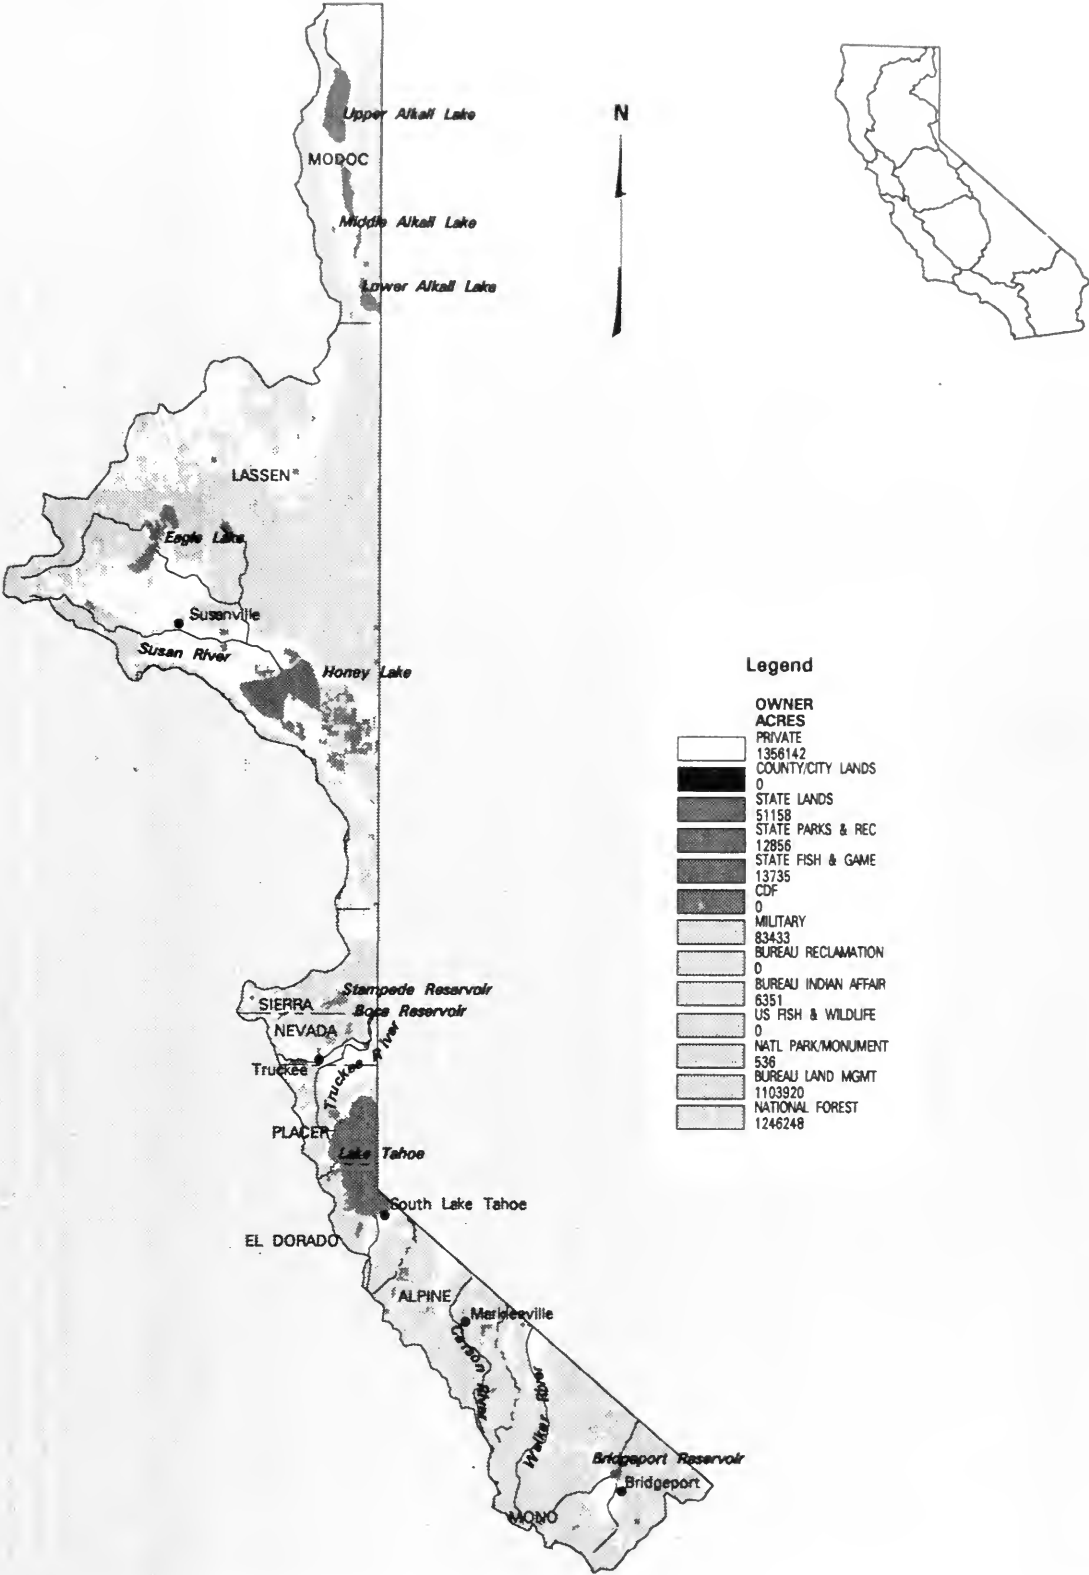 N
Upper Alkali Lake
MODOC
Middle Alkali Lake
Lower Alkali Lake
LASSEN
Eagle Lake
Susanville
Susan River
Honey Lake
Legend
OWNER
ACRES
PRIVATE
1356142
COUNTY/CITY LANDS
0
STATE LANDS
51158
STATE PARKS & REC
12856
STATE FISH & GAME
13735
CDF
0
MILITARY
83433
BUREAU RECLAMATION
0
BUREAU INDIAN AFFAIR
6351
US FISH & WILDLIFE
0
NATL PARK/MONUMENT
536
BUREAU LAND MGMT
1103920
NATIONAL FOREST
1246248
Stampede Reservoir
SIERRA
Boca Reservoir
NEVADA
Truckee
Truckee River
PLACER
Lake Tahoe
South Lake Tahoe
EL DORADO
ALPINE
Markleeville
Carson River
Walker River
Bridgeport Reservoir
Bridgeport
MONO